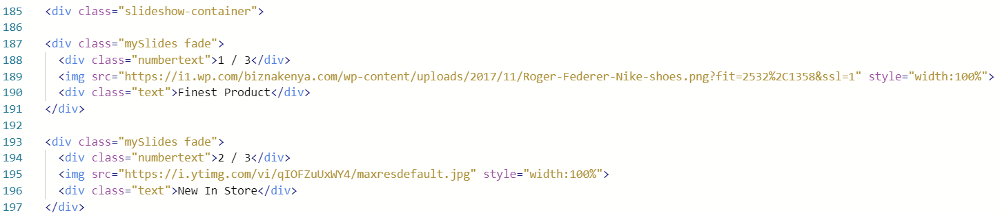 185 <div class="slideshow-container">
186
187 <div class="mySlides fade">
188 <div class="numbertext">1 / 3</div>
189 <img src="https://i1.wp.com/biznakenya.com/wp-content/uploads/2017/11/Roger-Federer-Nike-shoes.png?fit=2532%2C1358&ssl=1" style="width:100%">
190 <div class="text">Finest Product</div>
191 </div>
192
193 <div class="mySlides fade">
194 <div class="numbertext">2 / 3</div>
195 <img src="https://i.ytimg.com/vi/qIOFZuUxWY4/maxresdefault.jpg" style="width:100%">
196 <div class="text">New In Store</div>
197 </div>